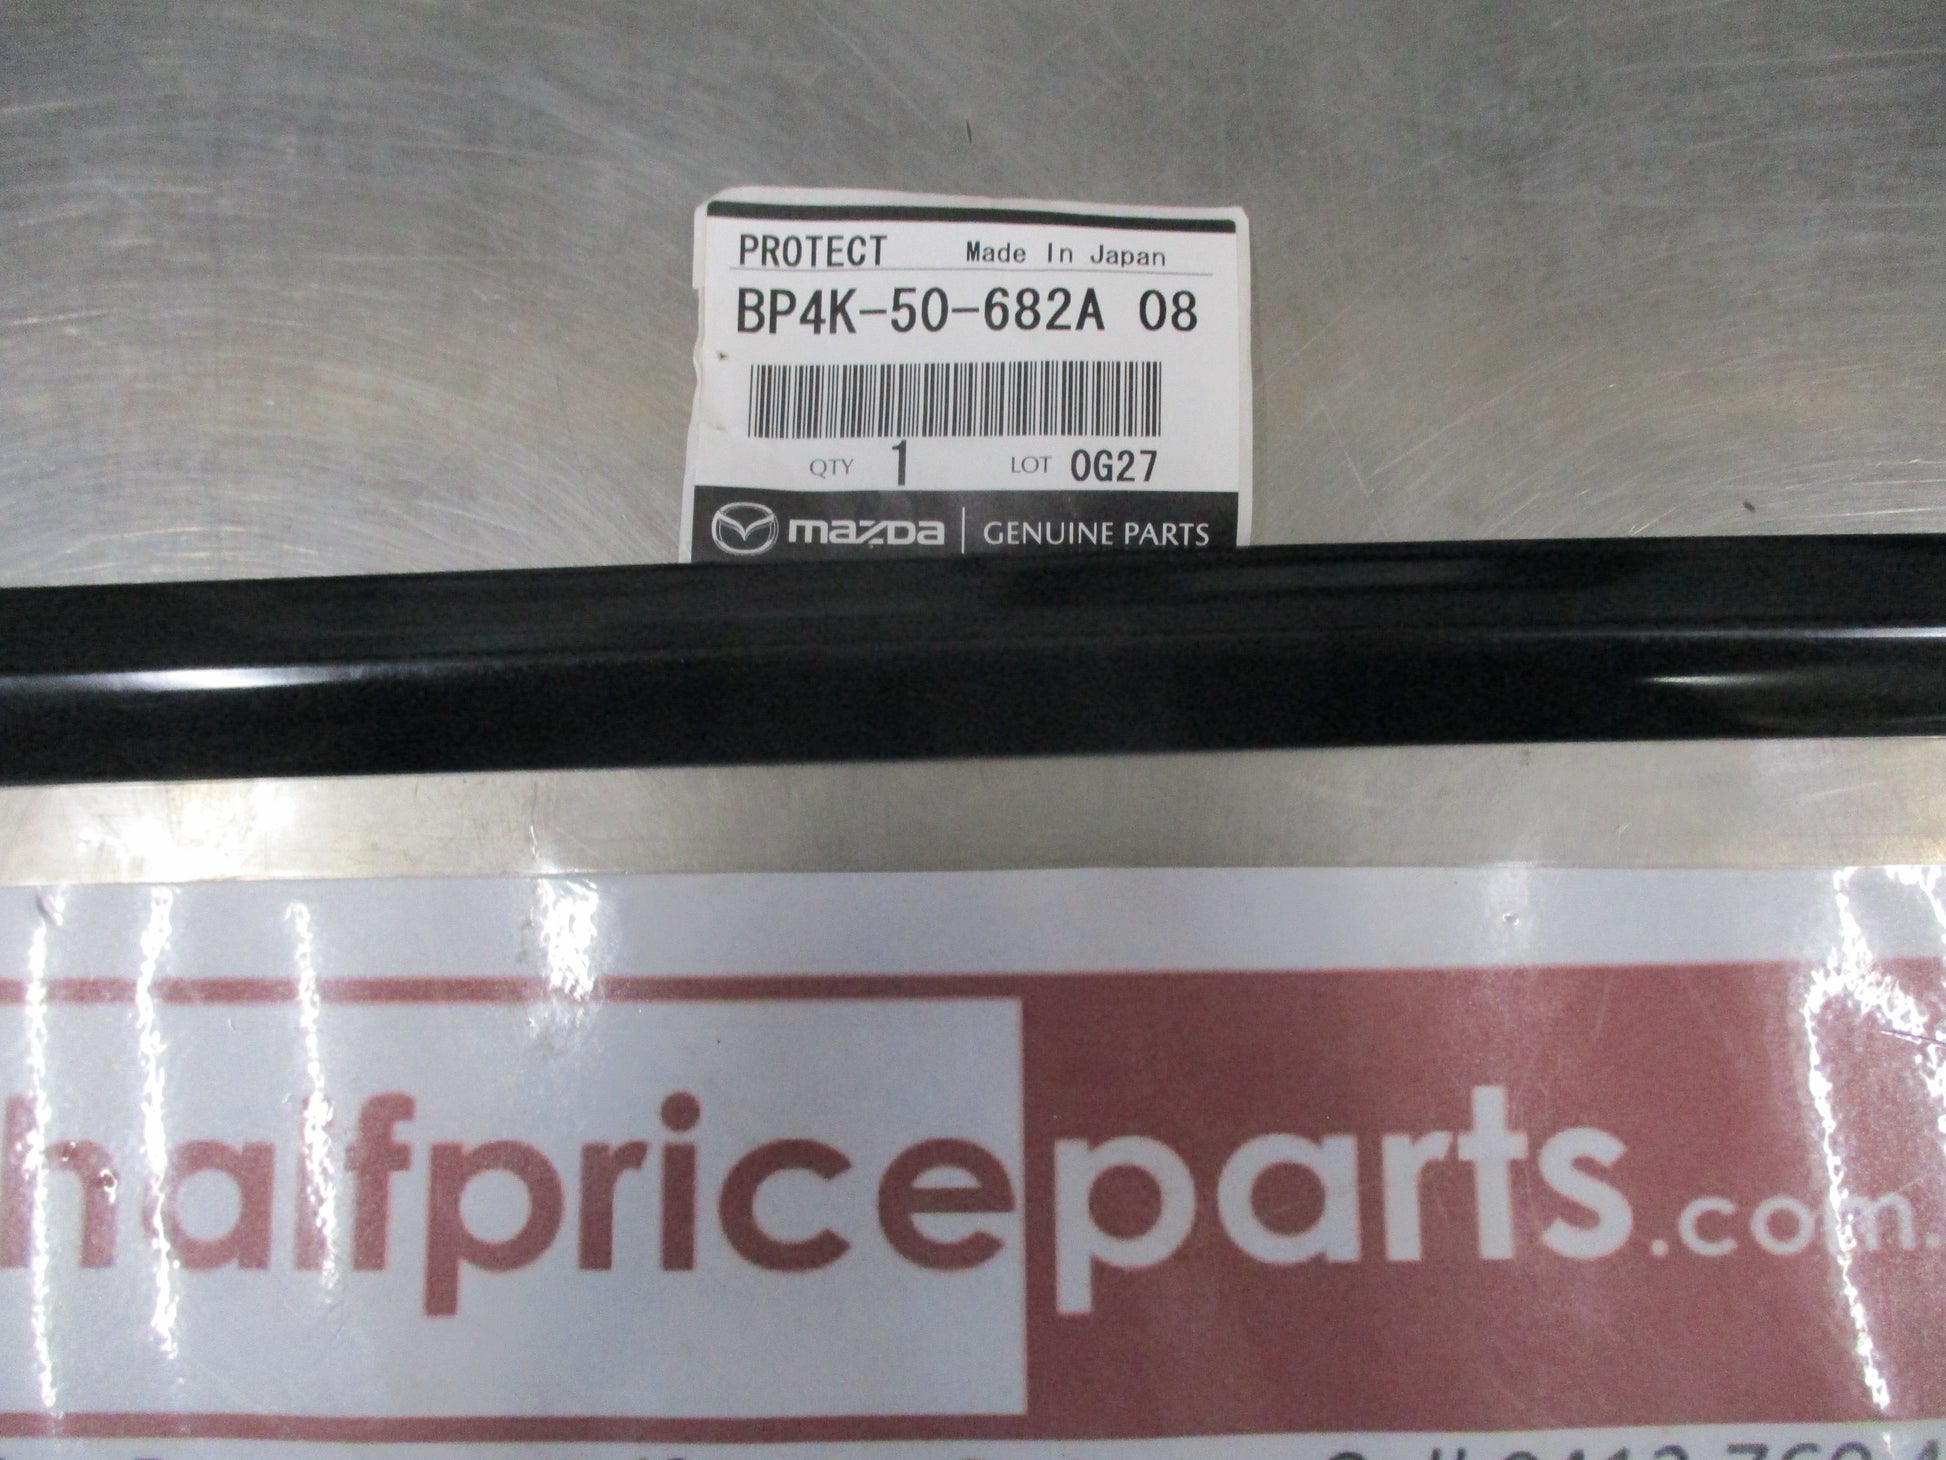 PROTECT Made In Japan
BP4K-50-682A 08
QTY 1 LOT 0G27
mazda GENUINE PARTS
halfpriceparts.com.